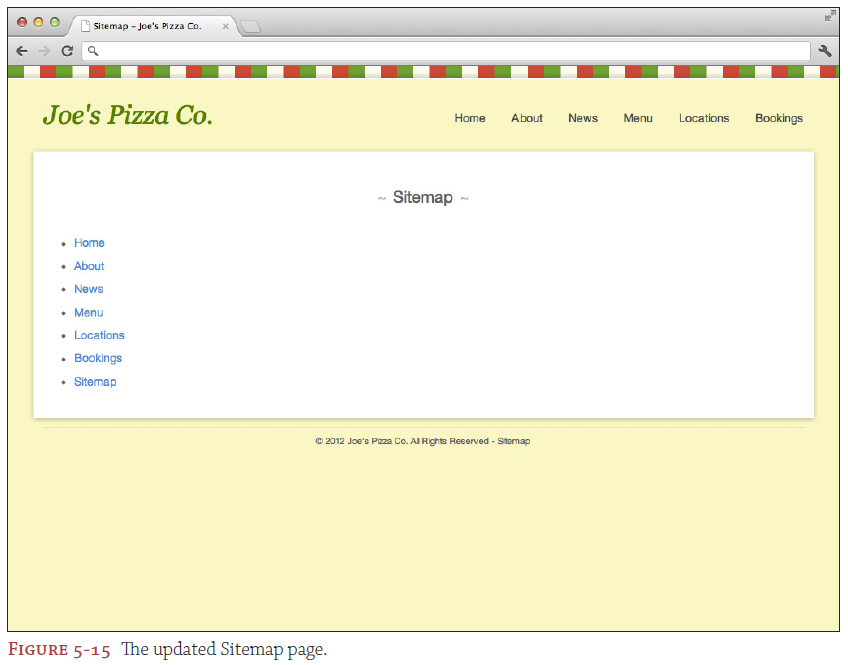 Sitemap - Joe's Pizza Co.
Joe's Pizza Co.
Home About News Menu Locations Bookings
~ Sitemap ~
Home
About
News
Menu
Locations
Bookings
Sitemap
© 2012 Joe's Pizza Co. All Rights Reserved - Sitemap
FIGURE 5-15 The updated Sitemap page.